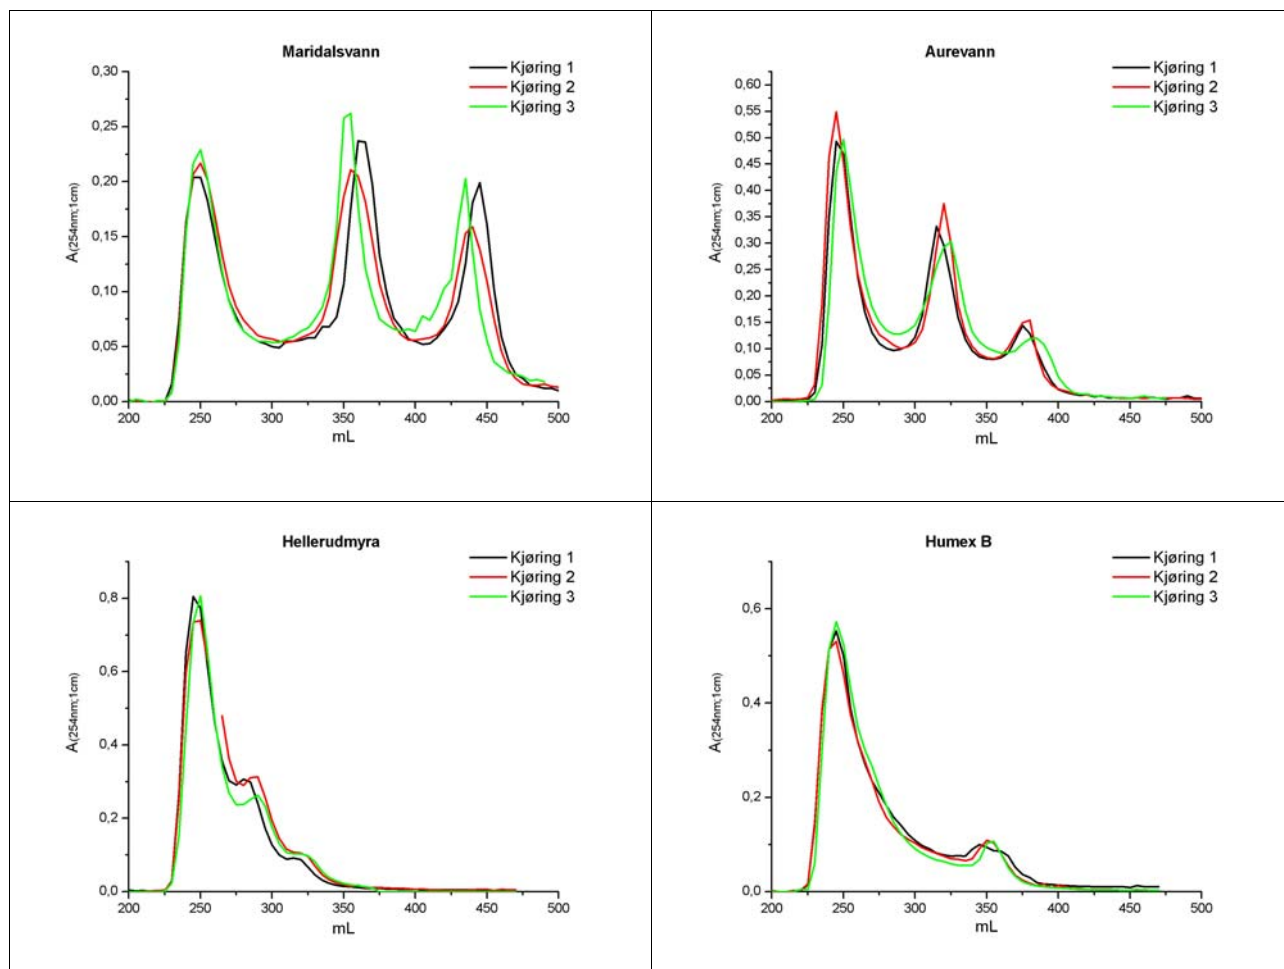 Maridalsvann
Kjøring 1
Kjøring 2
Kjøring 3
0,30
0,25
0,20
0,15
0,10
0,05
0,00
A(254nm;1cm)
200 250 300 350 400 450 500
mL
Aurevann
Kjøring 1
Kjøring 2
Kjøring 3
0,60
0,55
0,50
0,45
0,40
0,35
0,30
0,25
0,20
0,15
0,10
0,05
0,00
A(254nm;1cm)
200 250 300 350 400 450 500
mL
Hellerudmyra
Kjøring 1
Kjøring 2
Kjøring 3
0,8
0,6
0,4
0,2
0,0
A(254nm;1cm)
200 250 300 350 400 450 500
mL
Humex B
Kjøring 1
Kjøring 2
Kjøring 3
0,6
0,4
0,2
0,0
A(254nm;1cm)
200 250 300 350 400 450 500
mL